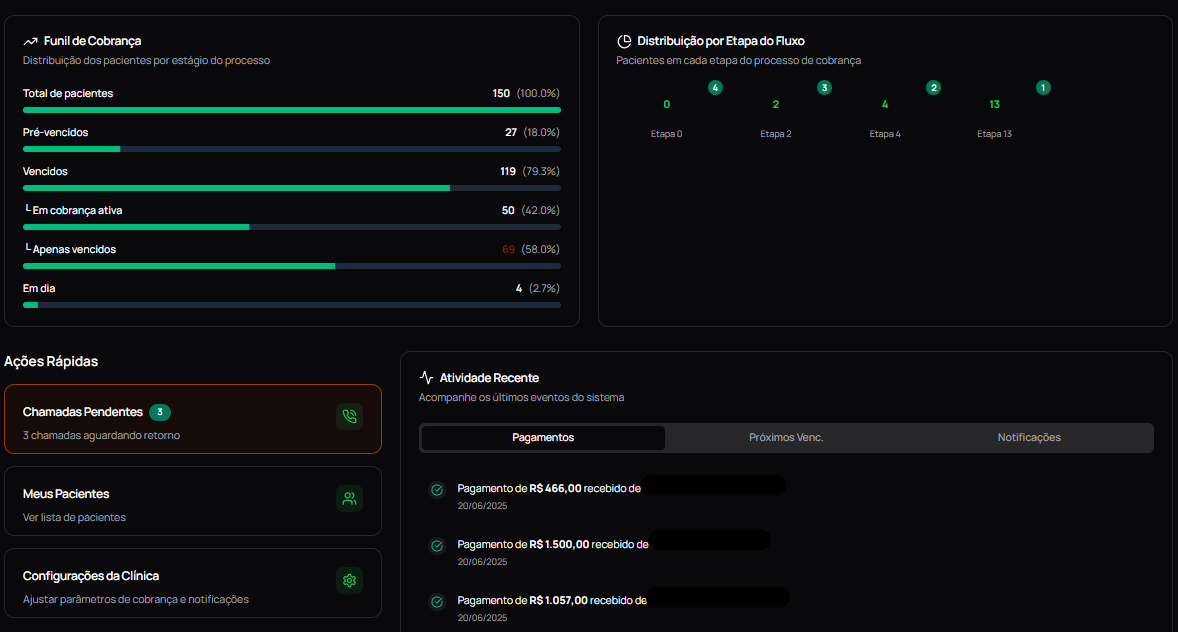 Funil de Cobrança
Distribuição dos pacientes por estágio do processo
Total de pacientes 150 (100.0%)
Pré-vencidos 27 (18.0%)
Vencidos 119 (79.3%)
└ Em cobrança ativa 50 (42.0%)
└ Apenas vencidos 69 (58.0%)
Em dia 4 (2.7%)
Distribuição por Etapa do Fluxo
Pacientes em cada etapa do processo de cobrança
4 3 2 1
0 2 4 13
Etapa 0 Etapa 2 Etapa 4 Etapa 13
Ações Rápidas
Chamadas Pendentes 3
3 chamadas aguardando retorno
Meus Pacientes
Ver lista de pacientes
Configurações da Clínica
Ajustar parâmetros de cobrança e notificações
Atividade Recente
Acompanhe os últimos eventos do sistema
Pagamentos Próximos Venc. Notificações
Pagamento de R$ 466,00 recebido de
20/06/2025
Pagamento de R$ 1.500,00 recebido de
20/06/2025
Pagamento de R$ 1.057,00 recebido de
20/06/2025